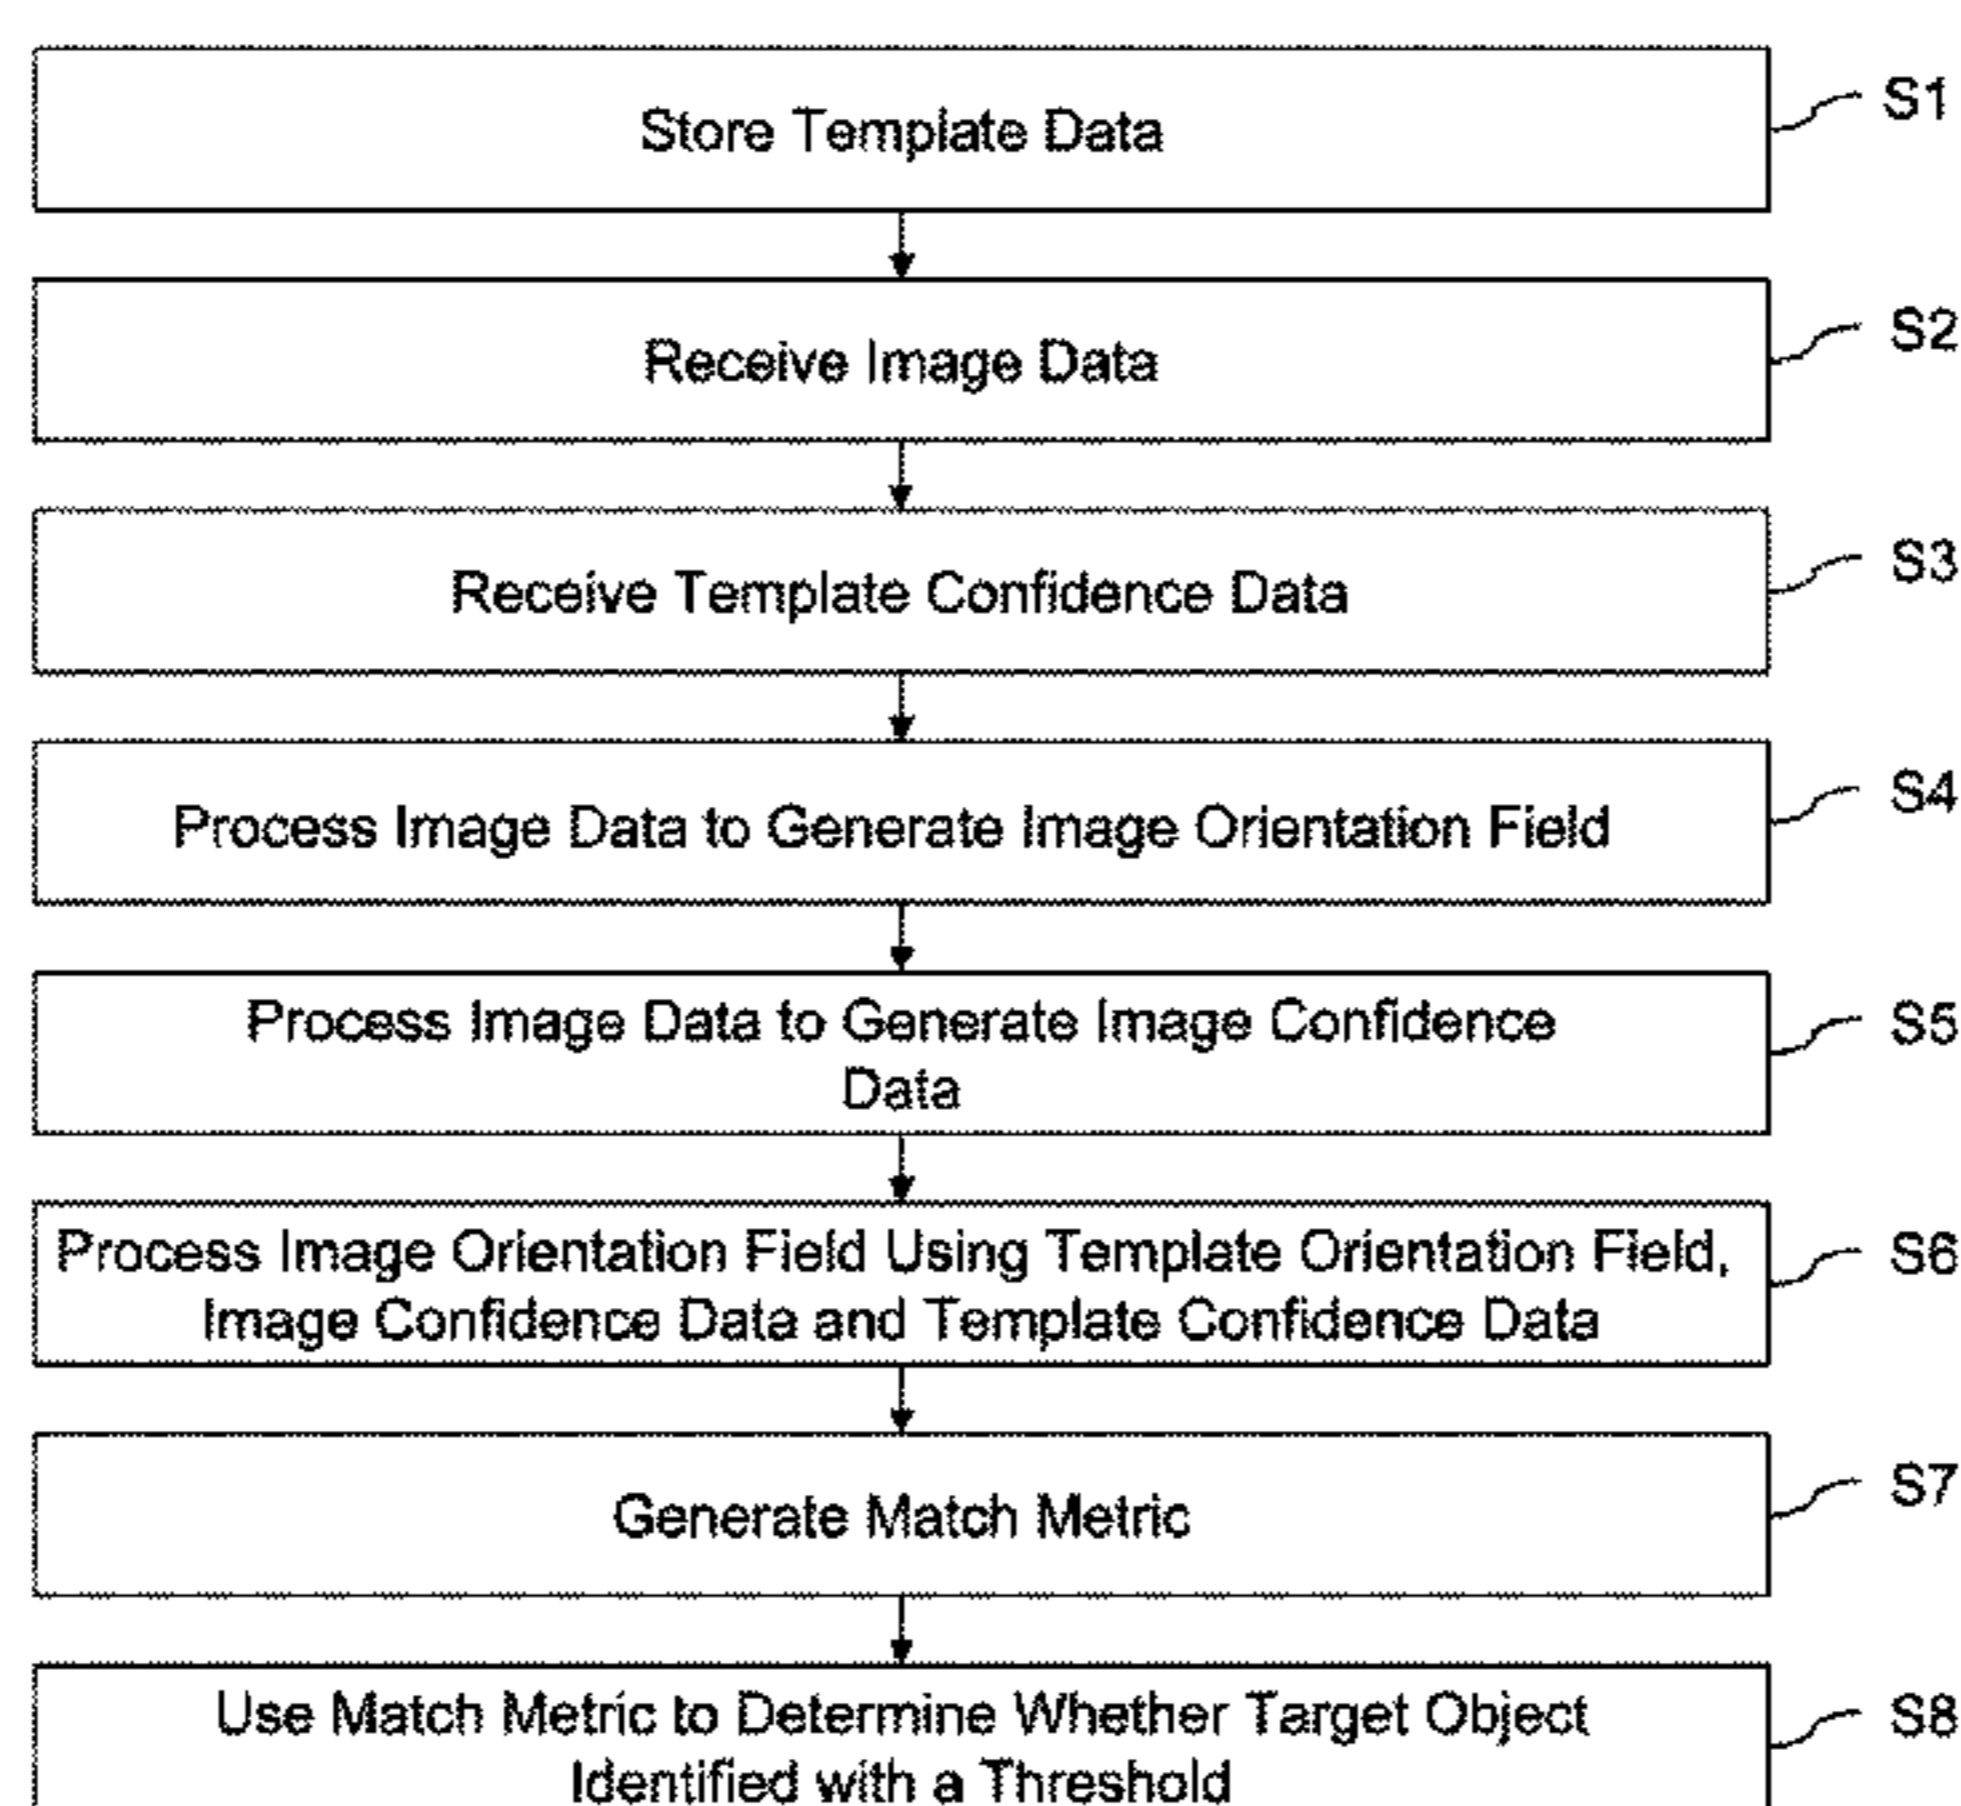 Store Template Data
S1
Receive Image Data
S2
Receive Template Confidence Data
S3
Process Image Data to Generate Image Orientation Field
S4
Process Image Data to Generate Image Confidence
Data
S5
Process Image Orientation Field Using Template Orientation Field,
Image Confidence Data and Template Confidence Data
S6
Generate Match Metric
S7
Use Match Metric to Determine Whether Target Object
Identified with a Threshold
S8